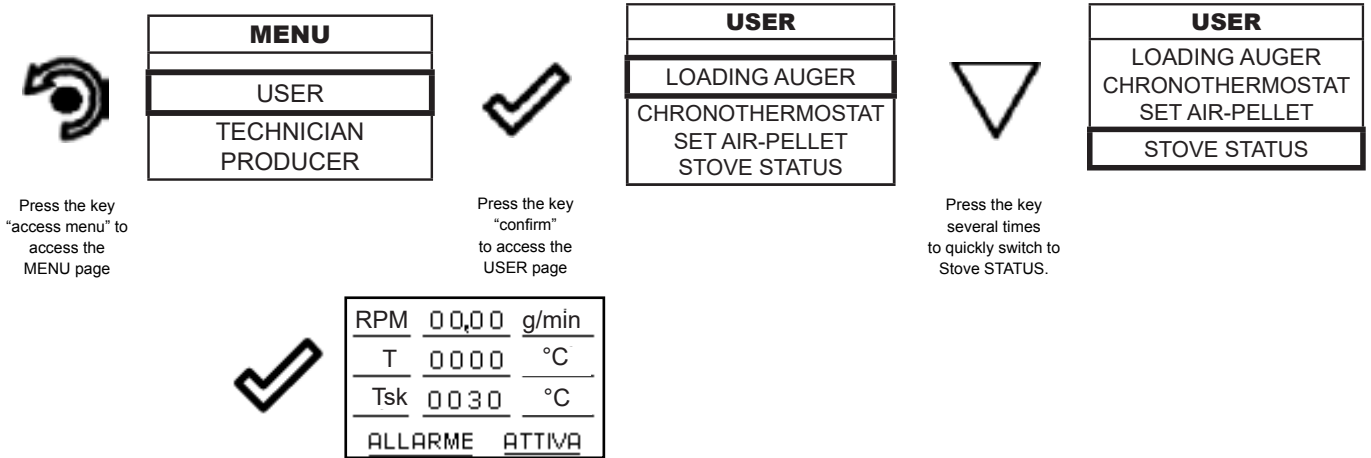 MENU
USER
TECHNICIAN
PRODUCER
Press the key
“access menu” to
access the
MENU page
Press the key
“confirm”
to access the
USER page
USER
LOADING AUGER
CHRONOTHERMOSTAT
SET AIR-PELLET
STOVE STATUS
Press the key
several times
to quickly switch to
Stove STATUS.
USER
LOADING AUGER
CHRONOTHERMOSTAT
SET AIR-PELLET
STOVE STATUS
RPM 00,00 g/min
T 0000 °C
Tsk 0030 °C
ALLARME ATTIVA